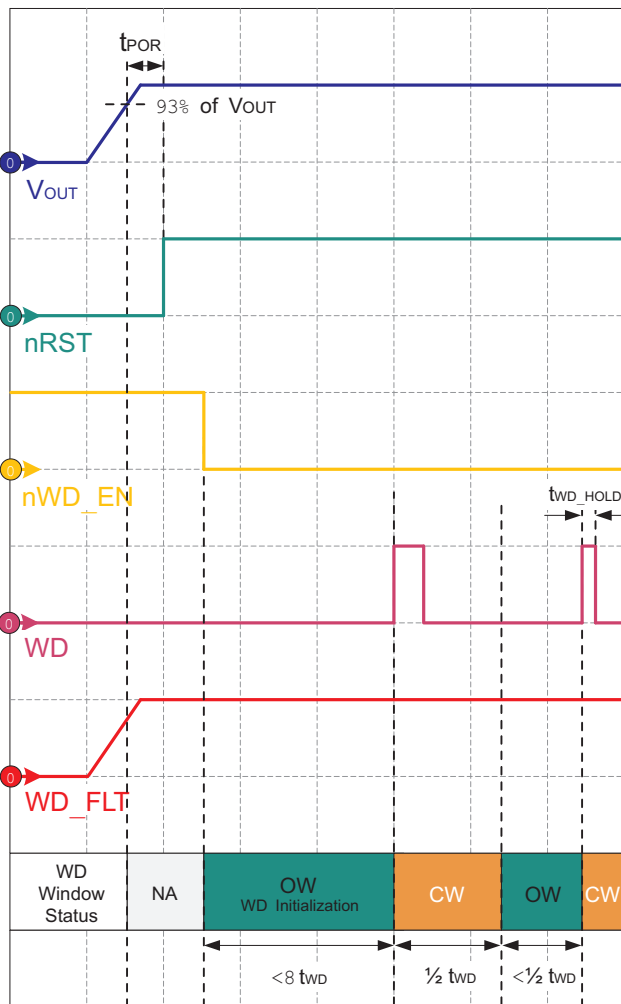 tPOR
93% of VOUT
0
VOUT
0
nRST
0
nWD_EN
tWD_HOLD
0
WD
0
WD_FLT
WD
Window
Status
NA
OW
WD Initialization
CW
OW
CW
<8 tWD
½ tWD
<½ tWD